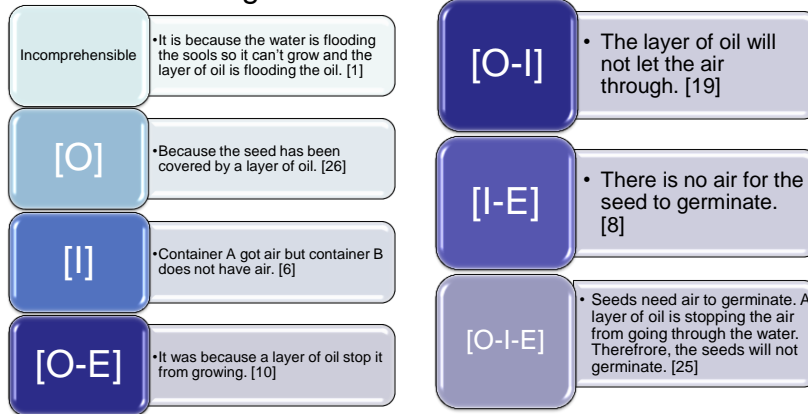 Incomprehensible
•It is because the water is flooding
the sools so it can't grow and the
layer of oil is flooding the oil. [1]
[O]
•Because the seed has been
covered by a layer of oil. [26]
[I]
•Container A got air but container B
does not have air. [6]
[O-E]
•It was because a layer of oil stop it
from growing. [10]
[O-I]
• The layer of oil will
not let the air
through. [19]
[I-E]
• There is no air for the
seed to germinate.
[8]
[O-I-E]
• Seeds need air to germinate. A
layer of oil is stopping the air
from going through the water.
Therefrore, the seeds will not
germinate. [25]